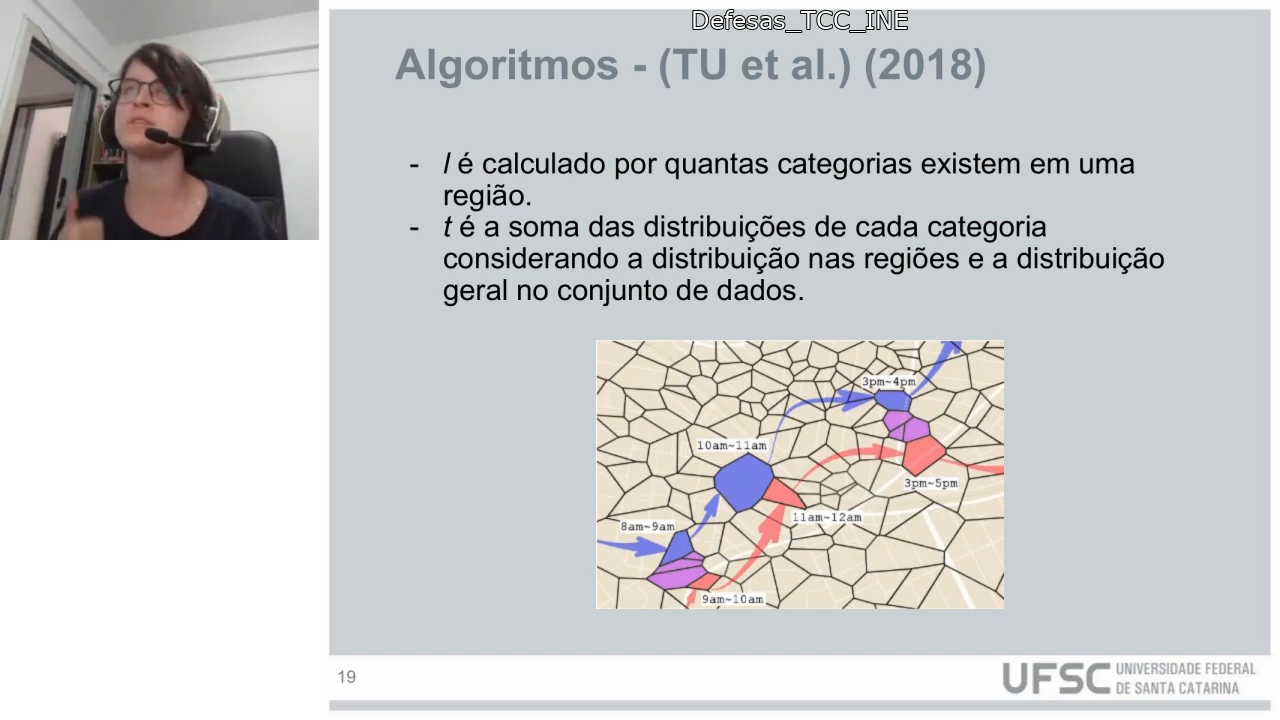 Defesas_TCC_INE
Algoritmos - (TU et al.) (2018)
- l é calculado por quantas categorias existem em uma
região.
- t é a soma das distribuições de cada categoria
considerando a distribuição nas regiões e a distribuição
geral no conjunto de dados.
3pm~4pm
10am~11am
3pm~5pm
11am~12am
8am~9am
9am~10am
19
UFSC UNIVERSIDADE FEDERAL
DE SANTA CATARINA